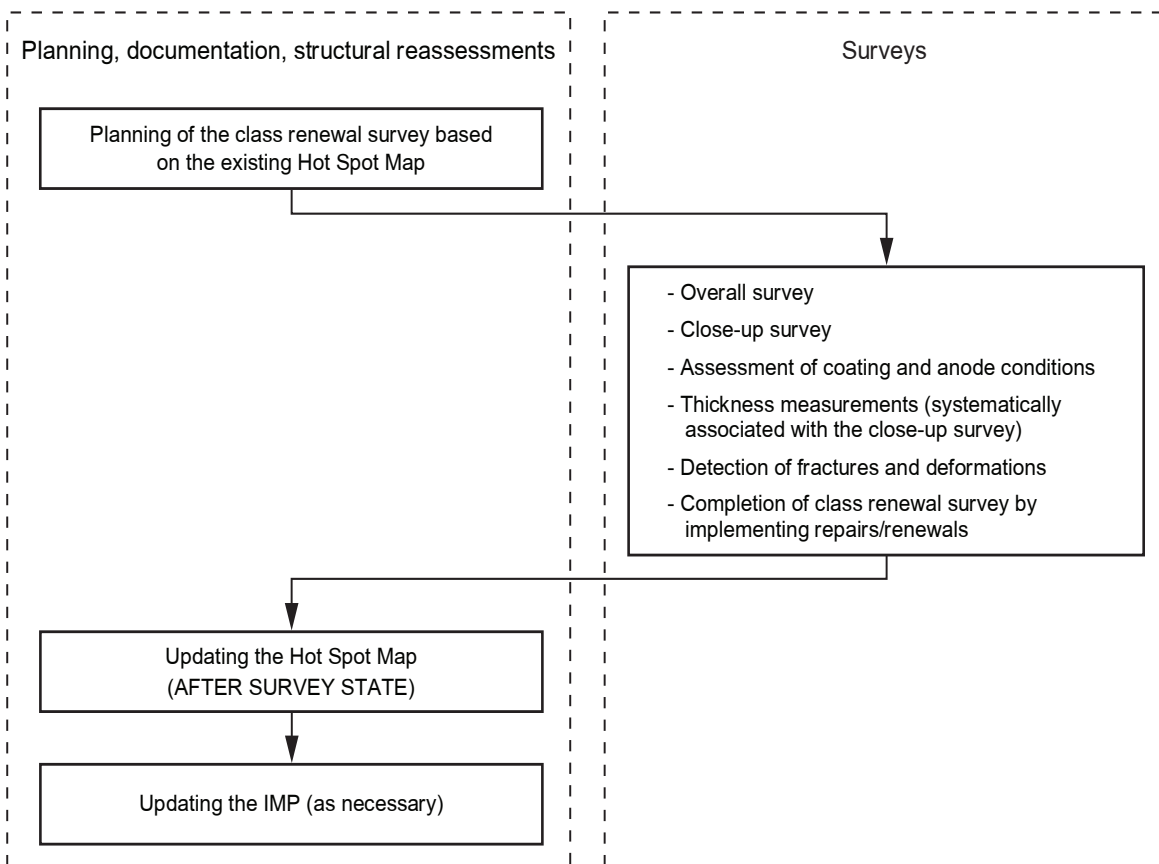 Planning, documentation, structural reassessments
Surveys
Planning of the class renewal survey based
on the existing Hot Spot Map
- Overall survey
- Close-up survey
- Assessment of coating and anode conditions
- Thickness measurements (systematically
associated with the close-up survey)
- Detection of fractures and deformations
- Completion of class renewal survey by
implementing repairs/renewals
Updating the Hot Spot Map
(AFTER SURVEY STATE)
Updating the IMP (as necessary)